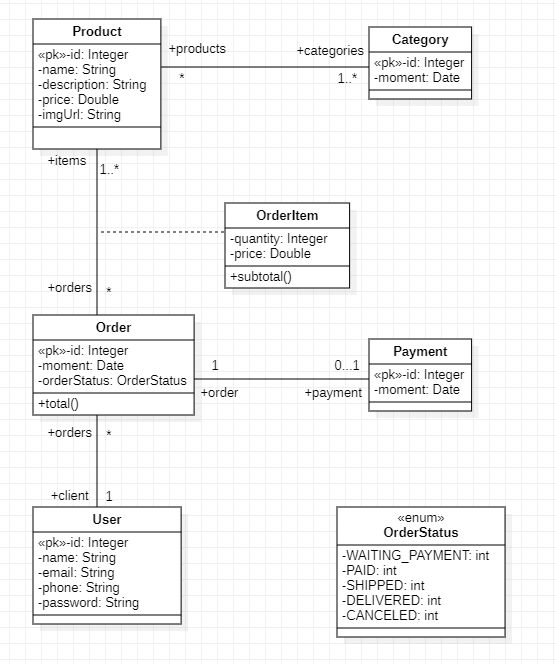 Product
«pk»-id: Integer
-name: String
-description: String
-price: Double
-imgUrl: String
+products
+categories
*
1..*
Category
«pk»-id: Integer
-moment: Date
+items
1..*
OrderItem
-quantity: Integer
-price: Double
+subtotal()
+orders
*
Order
«pk»-id: Integer
-moment: Date
-orderStatus: OrderStatus
+total()
1
0...1
+order
+payment
Payment
«pk»-id: Integer
-moment: Date
+orders
*
+client
1
User
«pk»-id: Integer
-name: String
-email: String
-phone: String
-password: String
«enum»
OrderStatus
-WAITING_PAYMENT: int
-PAID: int
-SHIPPED: int
-DELIVERED: int
-CANCELED: int